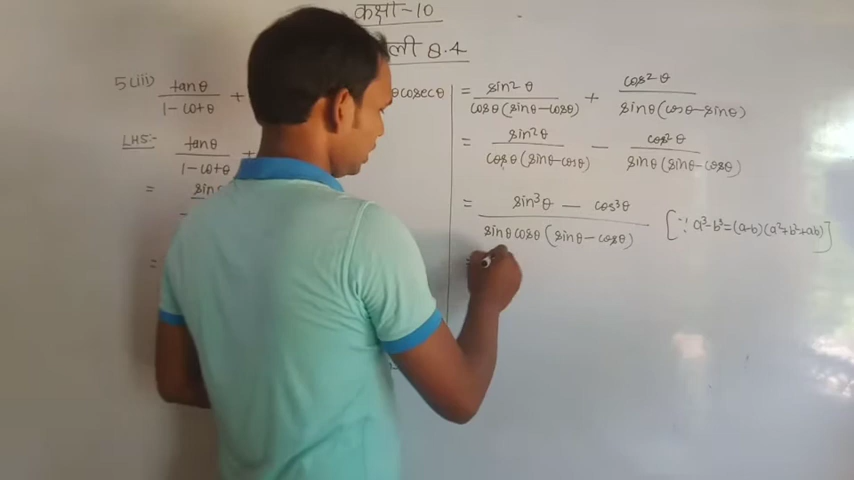 कक्षा-10
ली 8.4
5(iii) tanθ/1-cotθ + θcosecθ
LHS:- tanθ/1-cotθ +
= sin
= sin²θ/cosθ(sinθ-cosθ) + cos²θ/sinθ(cosθ-sinθ)
= sin²θ/cosθ(sinθ-cosθ) - cos²θ/sinθ(sinθ-cosθ)
= sin³θ - cos³θ/sinθcosθ(sinθ-cosθ) [∵ a³-b³=(a-b)(a²+b²+ab)]